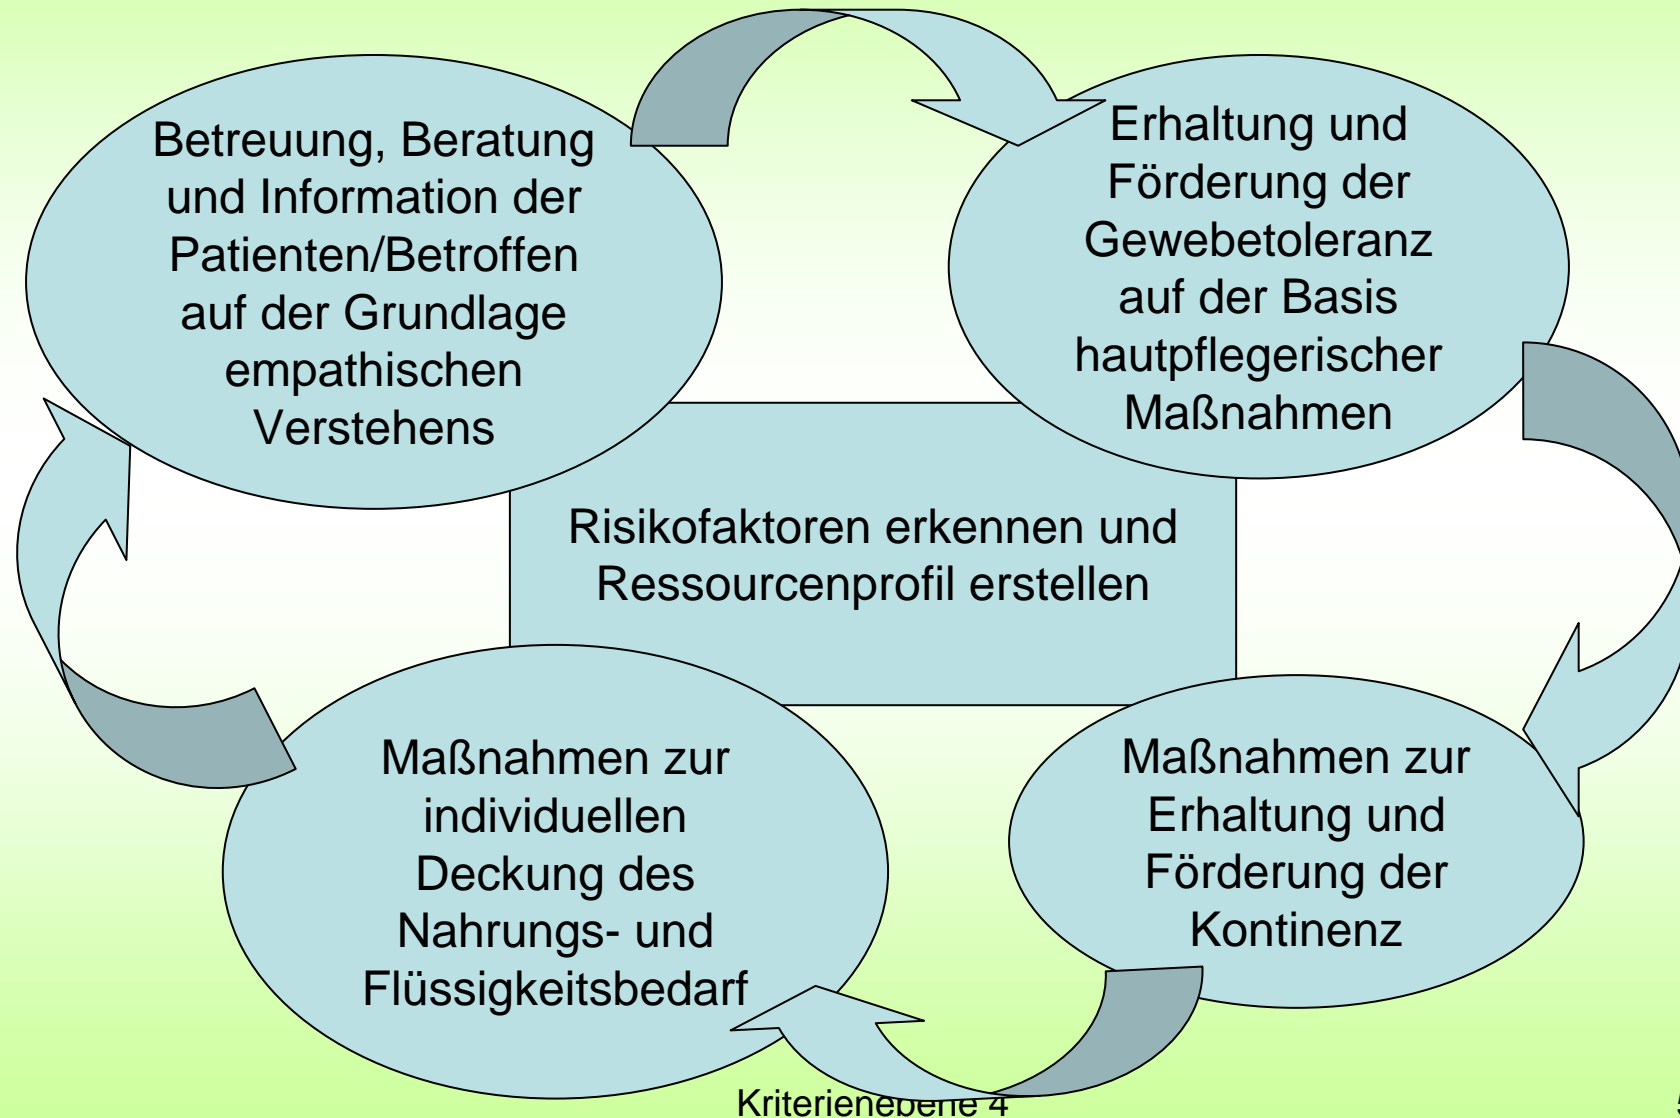 Betreuung, Beratung
und Information der
Patienten/Betroffen
auf der Grundlage
empathischen
Verstehens
Erhaltung und
Förderung der
Gewebetoleranz
auf der Basis
hautpflegerischer
Maßnahmen
Risikofaktoren erkennen und
Ressourcenprofil erstellen
Maßnahmen zur
individuellen
Deckung des
Nahrungs- und
Flüssigkeitsbedarf
Maßnahmen zur
Erhaltung und
Förderung der
Kontinenz
Kriterienebene 4